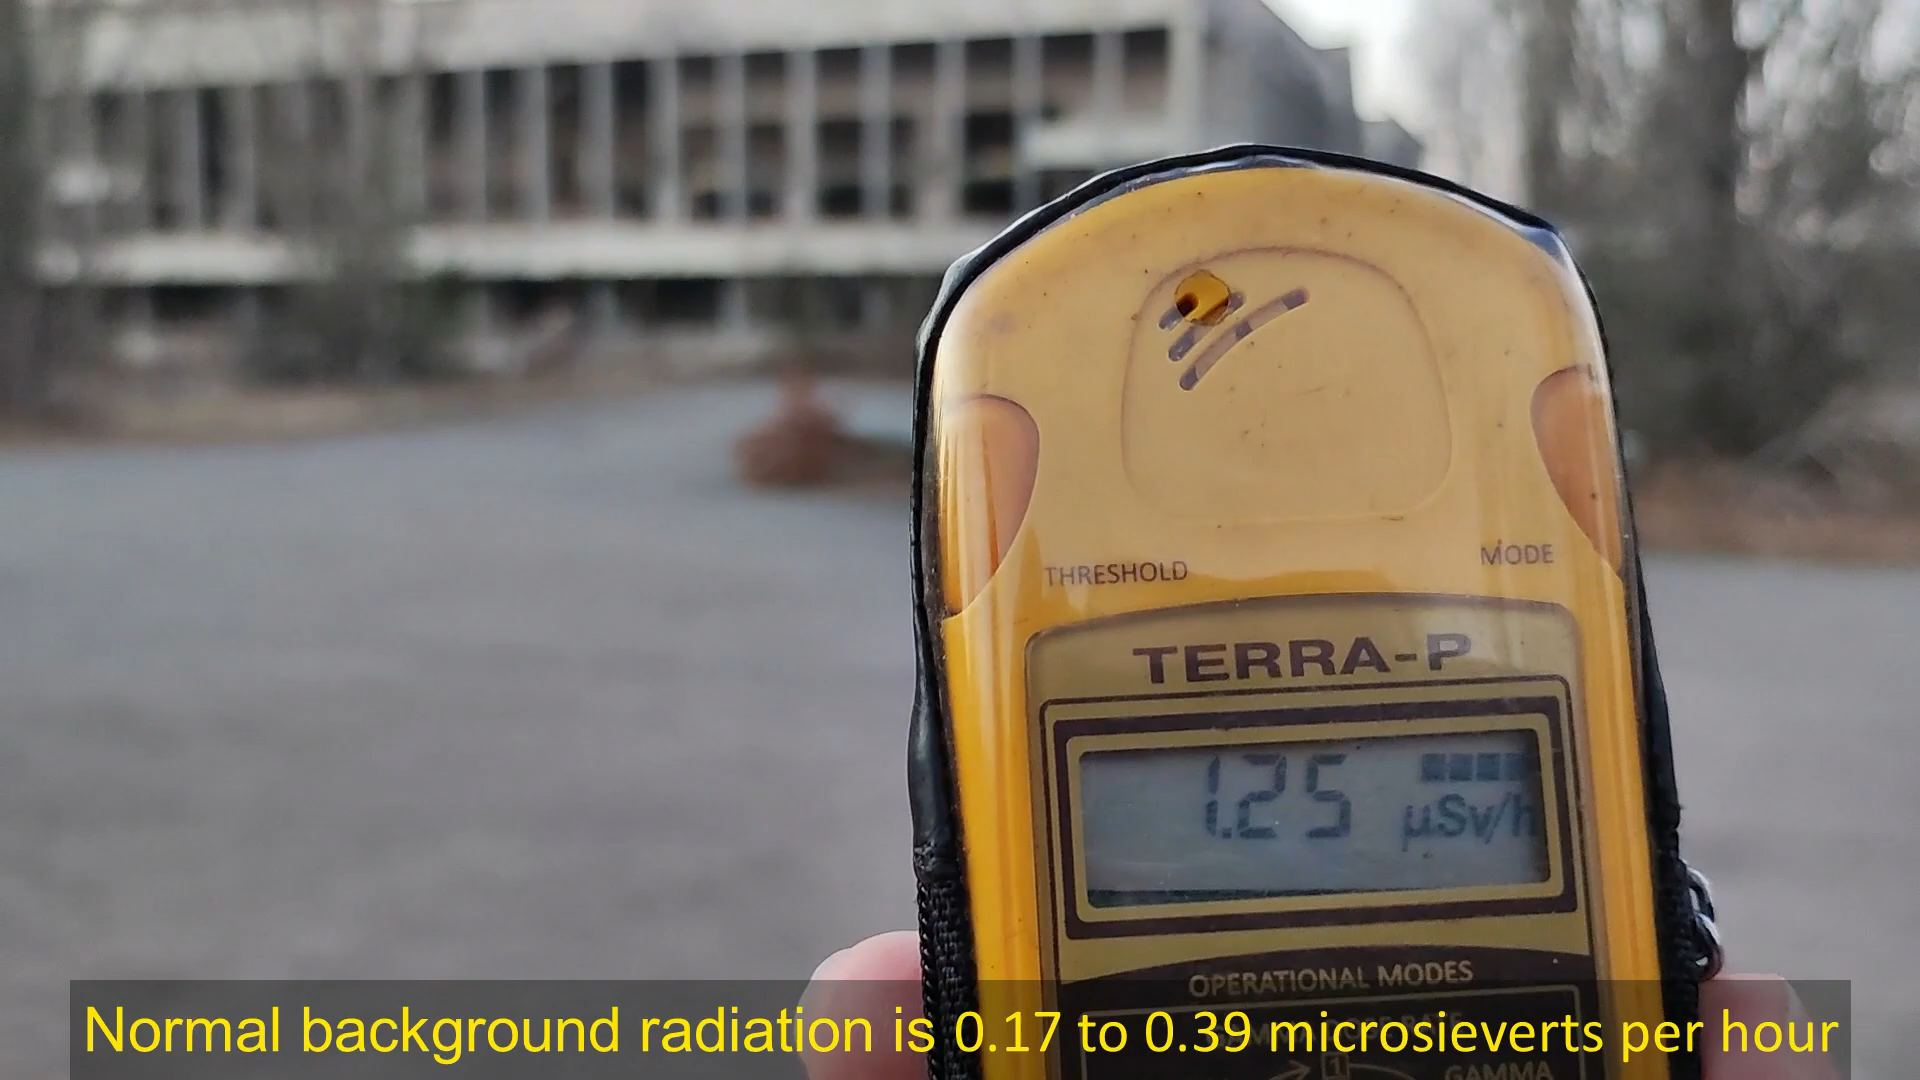 THRESHOLD
MODE
TERRA-P
1.25 µSv/h
OPERATIONAL MODES
GAMMA
1
Normal background radiation is 0.17 to 0.39 microsieverts per hour